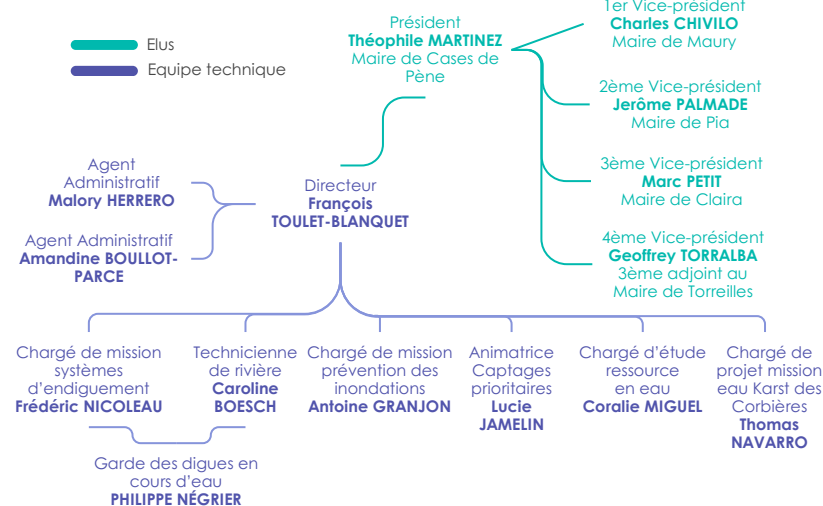 1er Vice-président
Charles CHIVILO
Maire de Maury
Président
Théophile MARTINEZ
Maire de Cases de
Pène
Elus
Equipe technique
2ème Vice-président
Jerôme PALMADE
Maire de Pia
3ème Vice-président
Marc PETIT
Maire de Claira
4ème Vice-président
Geoffrey TORRALBA
3ème adjoint au
Maire de Torreilles
Agent
Administratif
Malory HERRERO
Agent Administratif
Amandine BOULLOT-
PARCE
Directeur
François
TOULET-BLANQUET
Chargé de mission
systèmes
d'endiguement
Frédéric NICOLEAU
Technicienne
de rivière
Caroline
BOESCH
Chargé de mission
prévention des
inondations
Antoine GRANJON
Animatrice
Captages
prioritaires
Lucie
JAMELIN
Chargé d'étude
ressource
en eau
Coralie MIGUEL
Chargé de
projet mission
eau Karst des
Corbières
Thomas
NAVARRO
Garde des digues en
cours d'eau
PHILIPPE NÉGRIER